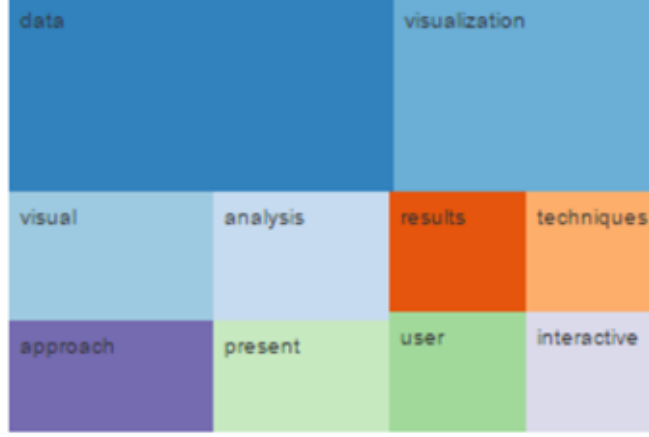 data
visualization
visual
analysis
results
techniques
approach
present
user
interactive